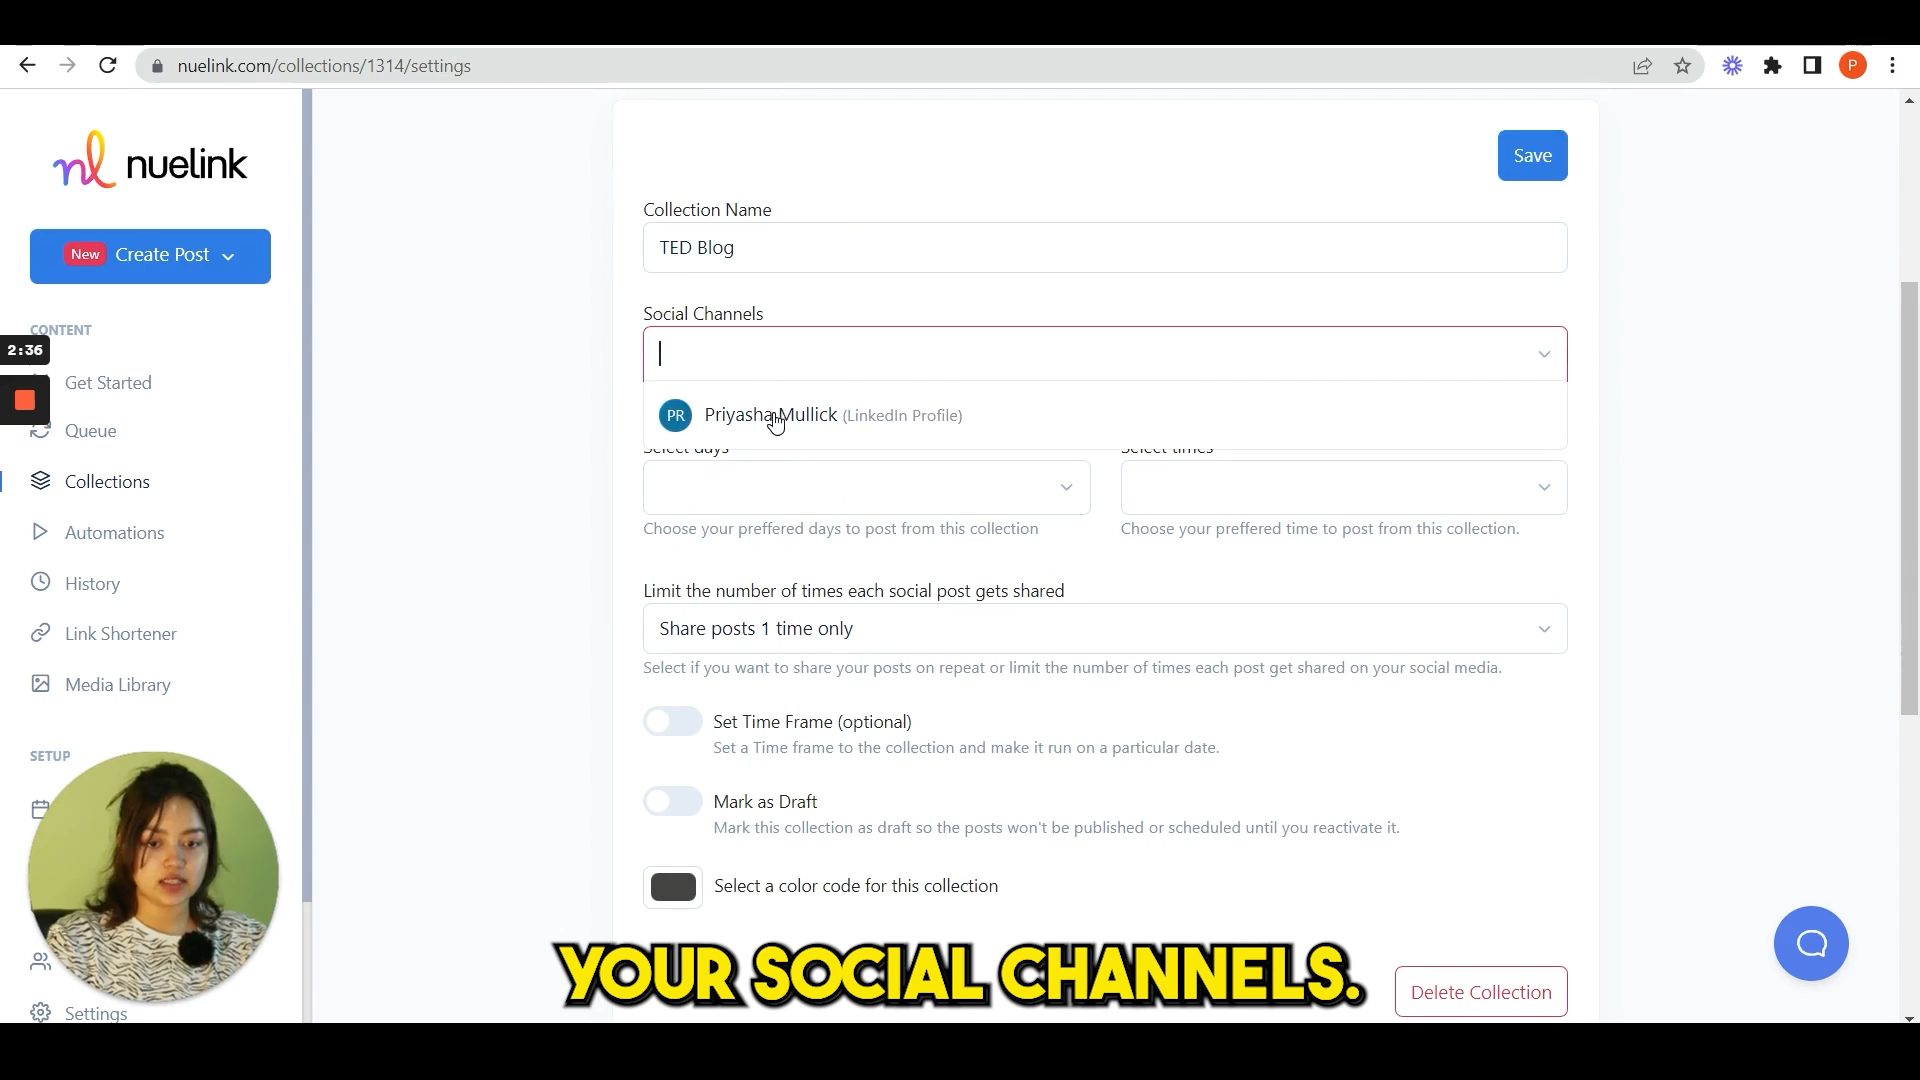 nuelink.com/collections/1314/settings
P
nl nuelink
Save
Collection Name
New Create Post
TED Blog
Social Channels
CONTENT
2:36
Get Started
PR Priyasha Mullick (LinkedIn Profile)
Queue
Select days
Select times
Collections
Choose your preffered days to post from this collection
Choose your preffered time to post from this collection.
Automations
History
Limit the number of times each social post gets shared
Share posts 1 time only
Link Shortener
Select if you want to share your posts on repeat or limit the number of times each post get shared on your social media.
Media Library
Set Time Frame (optional)
Set a Time frame to the collection and make it run on a particular date.
SETUP
Mark as Draft
Mark this collection as draft so the posts won't be published or scheduled until you reactivate it.
Select a color code for this collection
YOUR SOCIAL CHANNELS.
Delete Collection
Settings